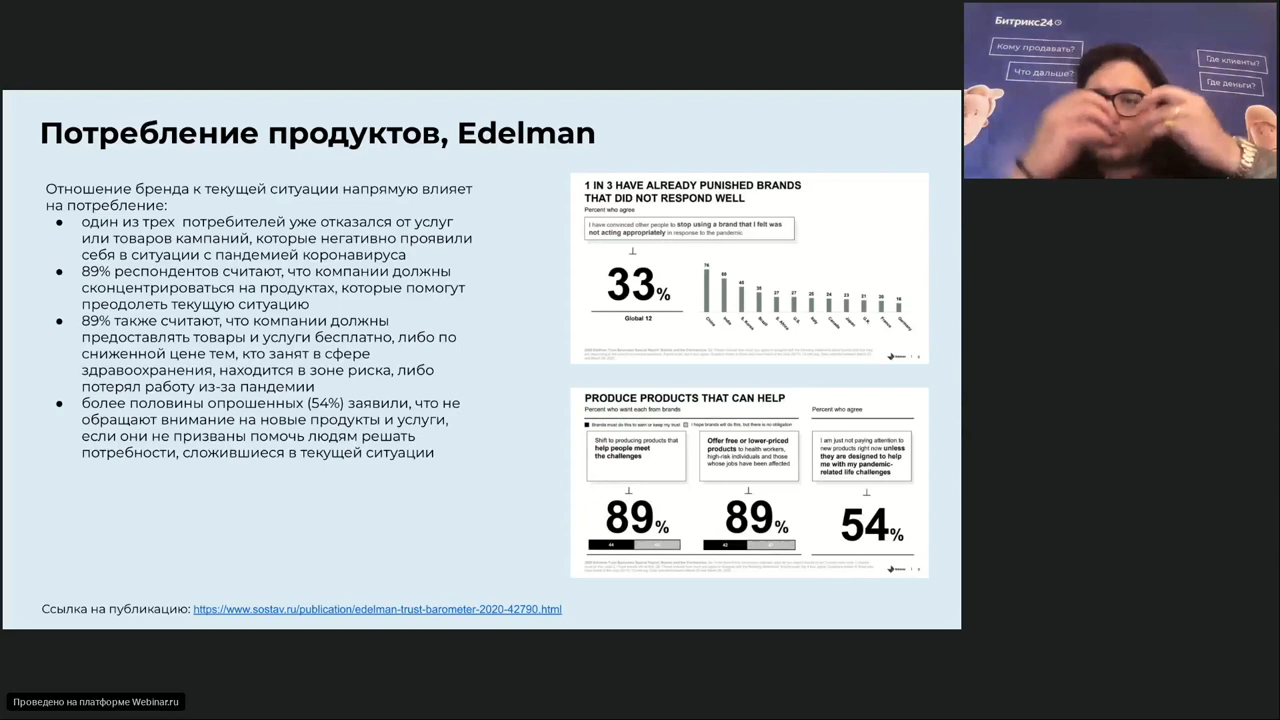 Битрикс24
Кому продавать?
Что дальше?
Где клиенты?
Где деньги?
Потребление продуктов, Edelman
Отношение бренда к текущей ситуации напрямую влияет
на потребление:
● один из трех потребителей уже отказался от услуг
или товаров кампаний, которые негативно проявили
себя в ситуации с пандемией коронавируса
● 89% респондентов считают, что компании должны
сконцентрироваться на продуктах, которые помогут
преодолеть текущую ситуацию
● 89% также считают, что компании должны
предоставлять товары и услуги бесплатно, либо по
сниженной цене тем, кто занят в сфере
здравоохранения, находится в зоне риска, либо
потерял работу из-за пандемии
● более половины опрошенных (54%) заявили, что не
обращают внимание на новые продукты и услуги,
если они не призваны помочь людям решать
потребности, сложившиеся в текущей ситуации
Ссылка на публикацию: https://www.sostav.ru/publication/edelman-trust-barometer-2020-42790.html
1 IN 3 HAVE ALREADY PUNISHED BRANDS
THAT DID NOT RESPOND WELL
Percent who agree
I have convinced other people to stop using a brand that I felt was
not acting appropriately in response to the pandemic
33%
Global 12
China
India
S. Korea
Brazil
S. Africa
U.S.
Italy
Canada
Japan
U.K.
France
Germany
PRODUCE PRODUCTS THAT CAN HELP
Percent who want each from brands
Percent who agree
Brands must do this to earn or keep my trust
I hope brands will do this, but there is no obligation
Shift to producing products that
help people meet
the challenges
Offer free or lower-priced
products to health workers,
high-risk individuals and those
whose jobs have been affected
I am just not paying attention to
new products right now unless
they are designed to help
me with my pandemic-
related life challenges
89%
89%
54%
44
42
Проведено на платформе Webinar.ru